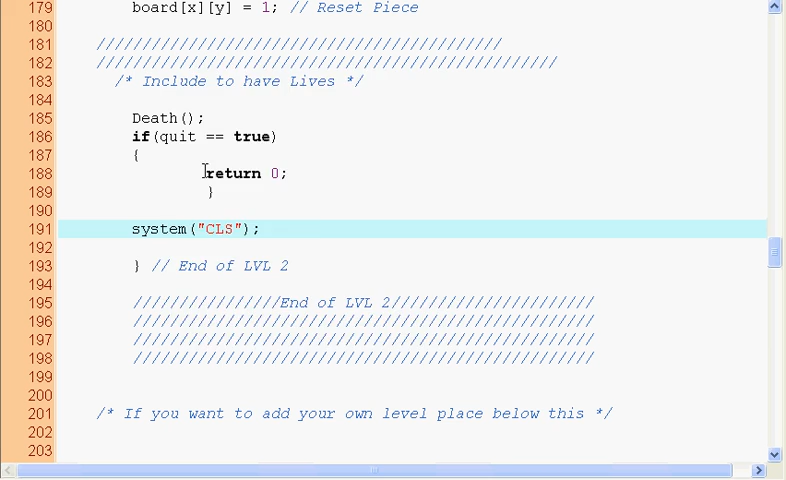 179 board[x][y] = 1; // Reset Piece
180
181 ////////////////////////////////////////////
182 //////////////////////////////////////////////////
183 /* Include to have Lives */
184
185 Death();
186 if(quit == true)
187 {
188 return 0;
189 }
190
191 system("CLS");
192
193 } // End of LVL 2
194
195 ////////////////End of LVL 2//////////////////////
196 //////////////////////////////////////////////////
197 //////////////////////////////////////////////////
198 //////////////////////////////////////////////////
199
200
201 /* If you want to add your own level place below this */
202
203